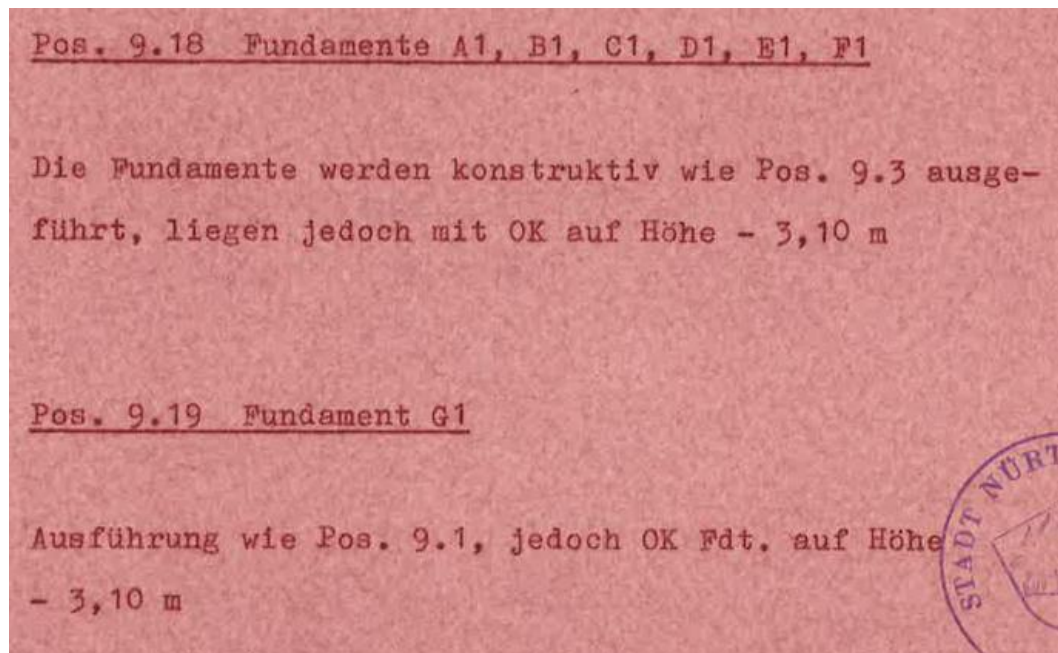 Pos. 9.18 Fundamente A1, B1, C1, D1, E1, F1
Die Fundamente werden konstruktiv wie Pos. 9.3 ausge-
führt, liegen jedoch mit OK auf Höhe - 3,10 m
Pos. 9.19 Fundament G1
Ausführung wie Pos. 9.1, jedoch OK Fdt. auf Höhe
- 3,10 m
STADT NÜRT